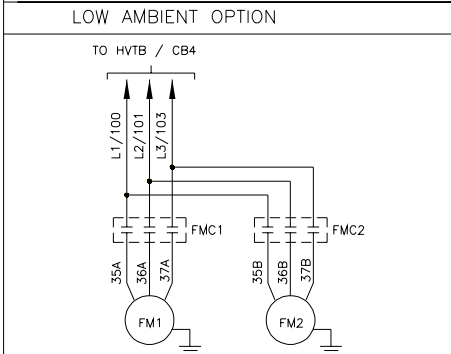 LOW AMBIENT OPTION
TO HVTB / CB4
L1/100
L2/101
L3/103
FMC1
FMC2
35A
36A
37A
35B
36B
37B
FM1
FM2